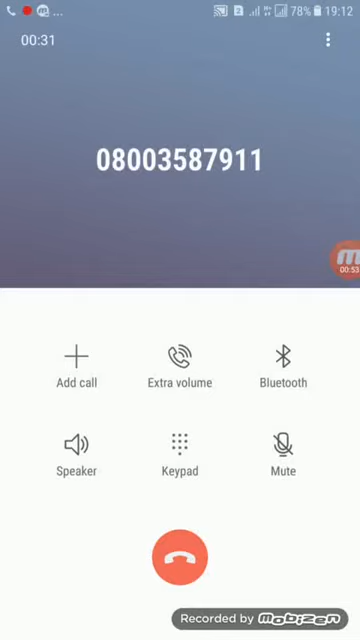 ... 78% 19:12
00:31
08003587911
00:53
Add call Extra volume Bluetooth
Speaker Keypad Mute
Recorded by mobizen